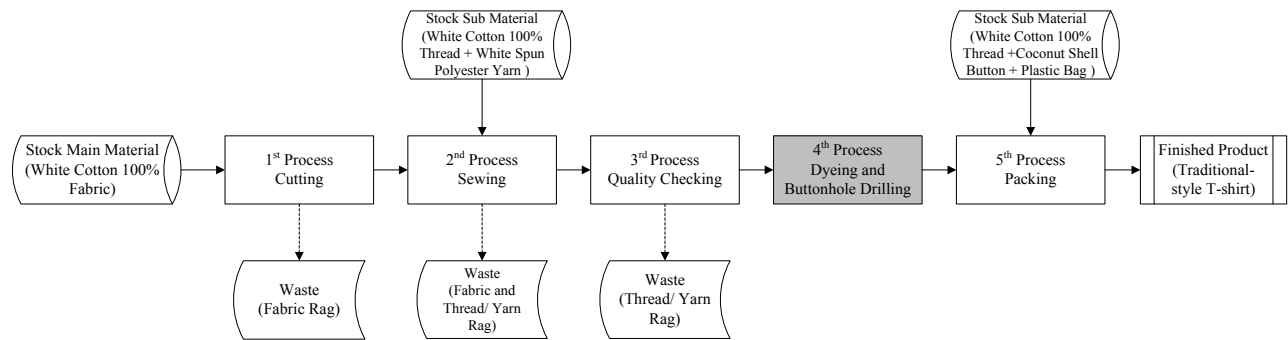 Stock Sub Material
(White Cotton 100%
Thread + White Spun
Polyester Yarn )
Stock Sub Material
(White Cotton 100%
Thread +Coconut Shell
Button + Plastic Bag )
Stock Main Material
(White Cotton 100%
Fabric)
1st Process
Cutting
2nd Process
Sewing
3rd Process
Quality Checking
4th Process
Dyeing and
Buttonhole Drilling
5th Process
Packing
Finished Product
(Traditional-
style T-shirt)
Waste
(Fabric Rag)
Waste
(Fabric and
Thread/ Yarn
Rag)
Waste
(Thread/ Yarn
Rag)